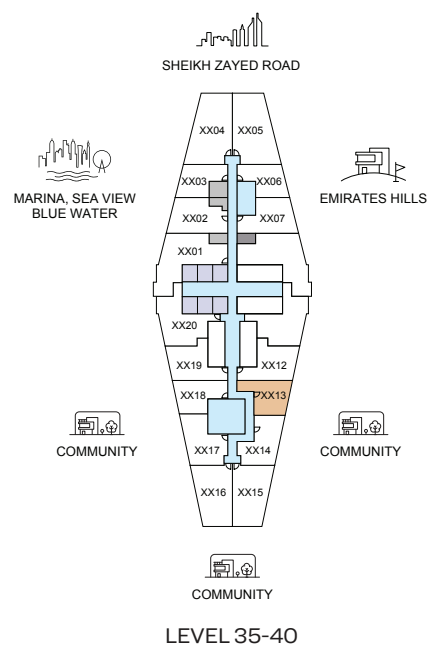 SHEIKH ZAYED ROAD
XX04 XX05
XX03 XX06
MARINA, SEA VIEW
BLUE WATER
EMIRATES HILLS
XX02 XX07
XX01
XX20
XX19 XX12
XX18 XX13
COMMUNITY
COMMUNITY
XX17 XX14
XX16 XX15
COMMUNITY
LEVEL 35-40